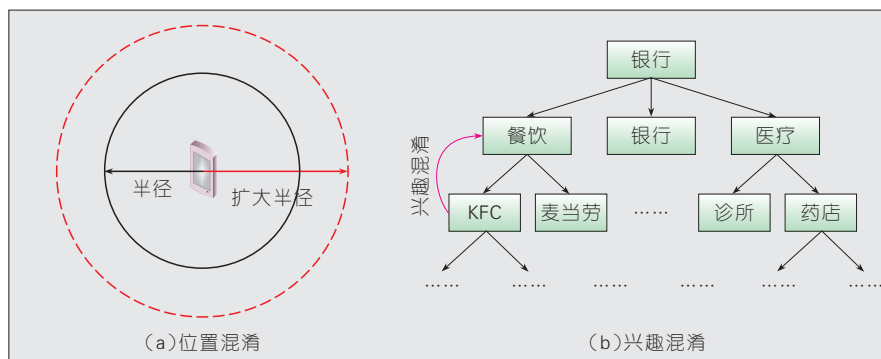 半径
扩大半径
(a)位置混淆
银行
餐饮
银行
医疗
兴趣混淆
KFC
麦当劳
……
诊所
药店
……
……
……
……
……
……
(b)兴趣混淆